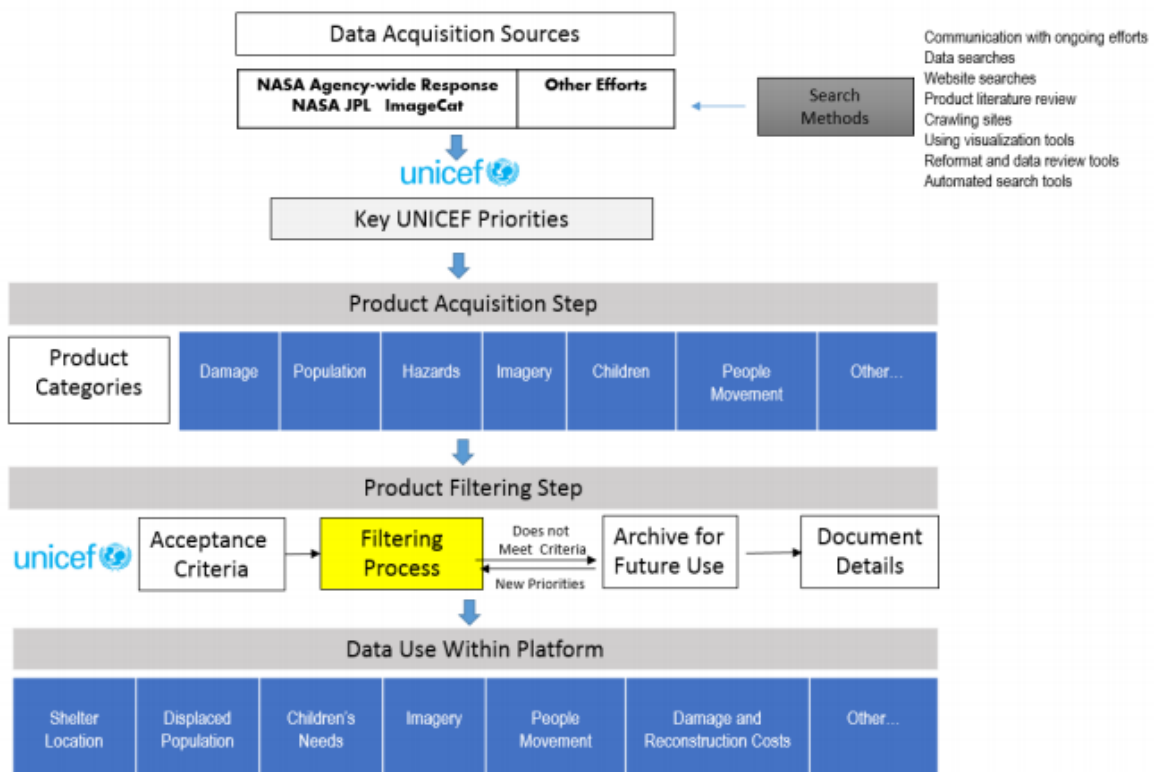 Data Acquisition Sources
NASA Agency-wide Response
NASA JPL ImageCat
Other Efforts
Search
Methods
Communication with ongoing efforts
Data searches
Website searches
Product literature review
Crawling sites
Using visualization tools
Reformat and data review tools
Automated search tools
unicef
Key UNICEF Priorities
Product Acquisition Step
Product
Categories
Damage
Population
Hazards
Imagery
Children
People
Movement
Other...
Product Filtering Step
unicef
Acceptance
Criteria
Filtering
Process
Does not
Meet Criteria
New Priorities
Archive for
Future Use
Document
Details
Data Use Within Platform
Shelter
Location
Displaced
Population
Children's
Needs
Imagery
People
Movement
Damage and
Reconstruction Costs
Other...